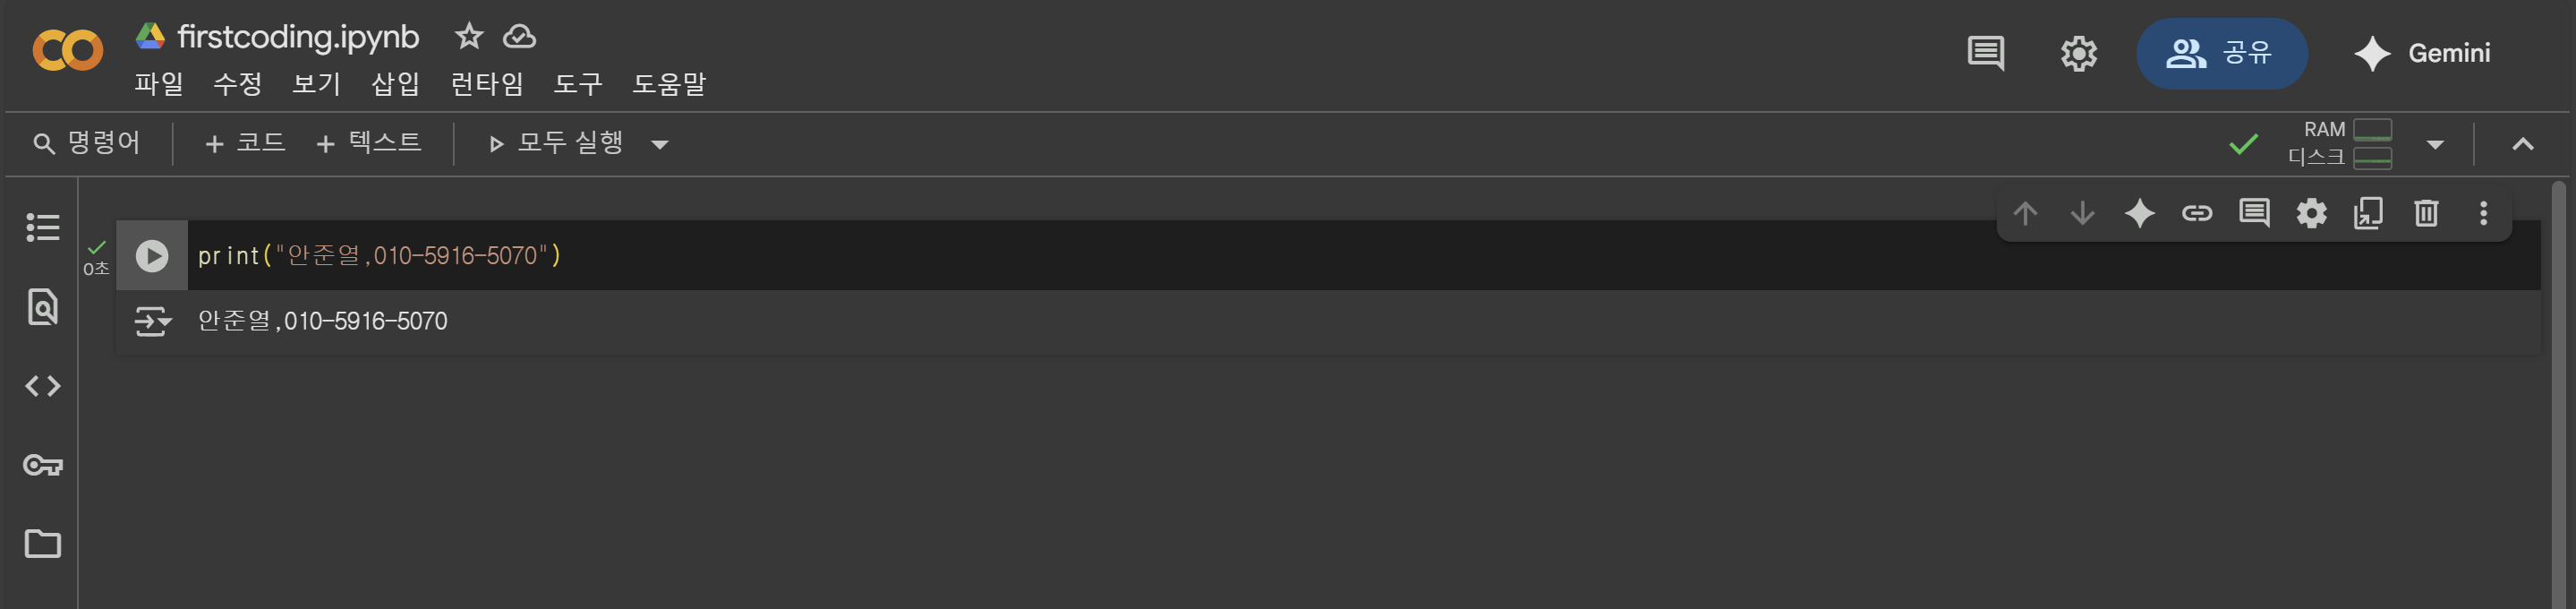 firstcoding.ipynb
파일 수정 보기 삽입 런타임 도구 도움말
공유
Gemini
명령어 + 코드 + 텍스트 모두 실행
RAM
디스크
0초
print("안준열,010-5916-5070")
안준열,010-5916-5070